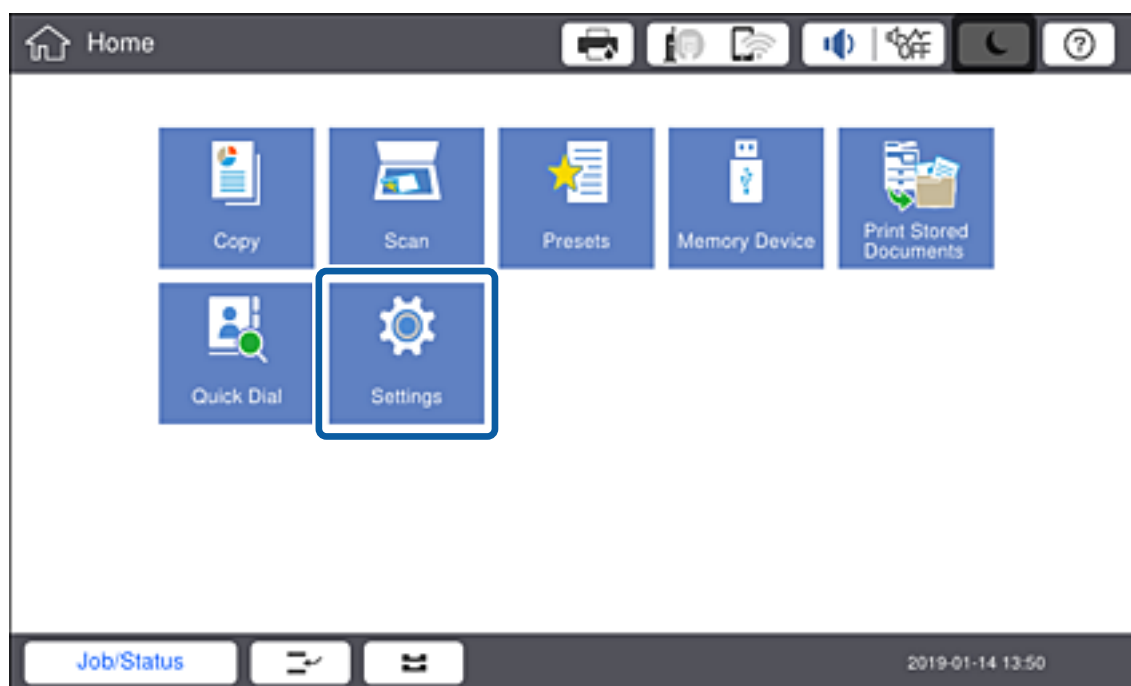 Home
OFF
Copy
Scan
Presets
Memory Device
Print Stored
Documents
Quick Dial
Settings
Job/Status
2019-01-14 13:50